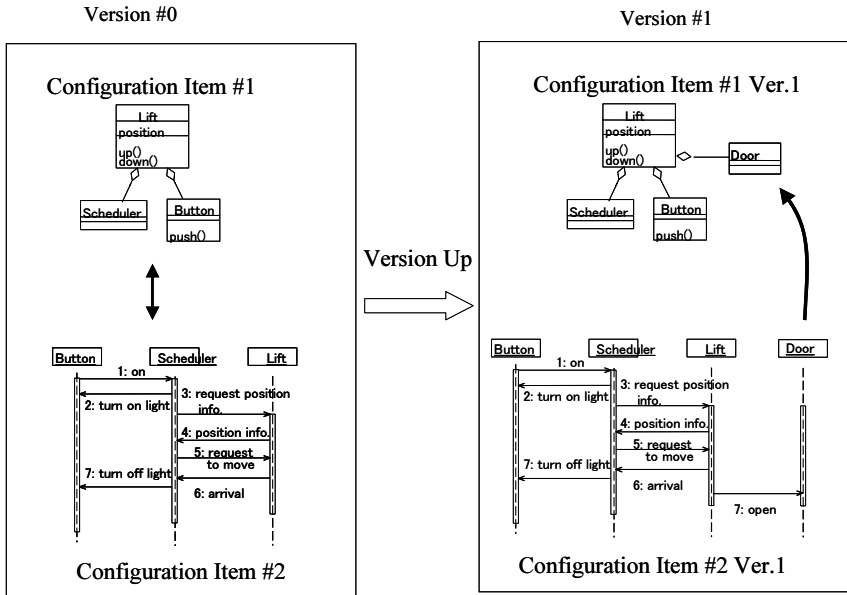 Version #0
Configuration Item #1
Lift
position
up()
down()
Scheduler
Button
push()
Button
Scheduler
Lift
1: on
2: turn on light
3: request position
info.
4: position info.
5: request
to move
7: turn off light
6: arrival
Configuration Item #2
Version Up
Version #1
Configuration Item #1 Ver.1
Lift
position
up()
down()
Door
Scheduler
Button
push()
Button
Scheduler
Lift
Door
1: on
2: turn on light
3: request position
info.
4: position info.
5: request
to move
7: turn off light
6: arrival
7: open
Configuration Item #2 Ver.1